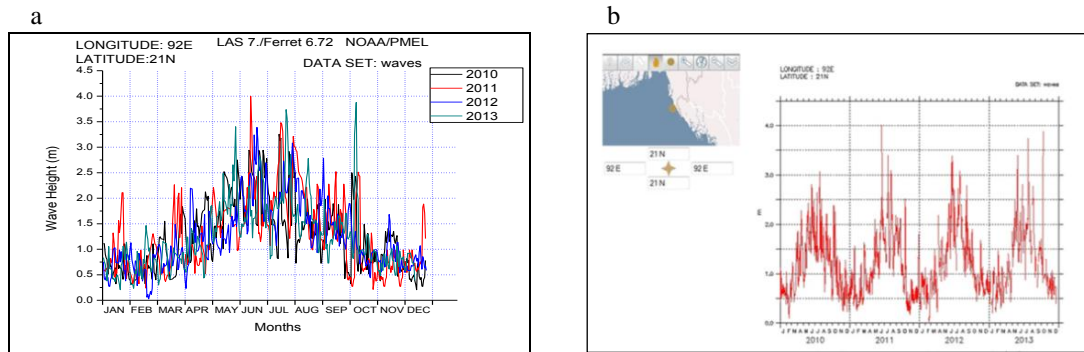 a
LONGITUDE: 92E LAS 7./Ferret 6.72 NOAA/PMEL
LATITUDE:21N
DATA SET: waves
2010
2011
2012
2013
4.5
4.0
3.5
3.0
2.5
2.0
1.5
1.0
0.5
0.0
Wave Height (m)
JAN FEB MAR APR MAY JUN JUL AUG SEP OCT NOV DEC
Months
b
21N
92E 92E
21N
LONGITUDE : 92E
LATITUDE : 21N
DATA SET: waves
4.0
3.0
2.0
1.0
0.0
m
J F M A M J J A S O N D J F M A M J J A S O N D J F M A M J J A S O N D J F M A M J J A S O N D
2010 2011 2012 2013